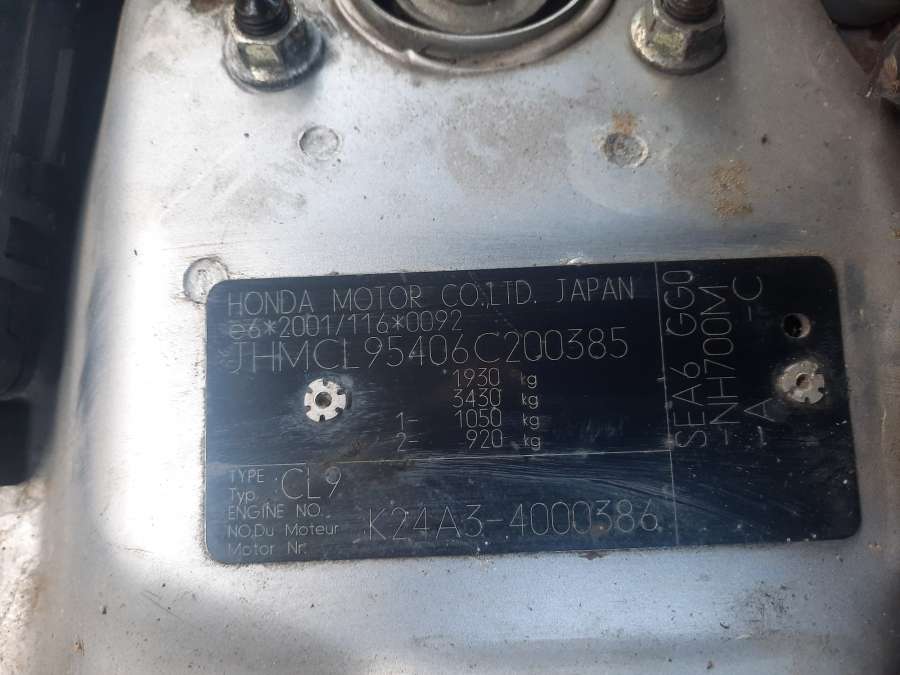 HONDA MOTOR CO.,LTD. JAPAN
e6*2001/116*0092
*JHMCL95406C200385
1930 kg
3430 kg
1- 1050 kg
2- 920 kg
TYPE
Typ. CL9
ENGINE NO.
NO.Du Moteur K24A3-4000386
Motor Nr.
SEA6 GG0
-NH700M -C
-A